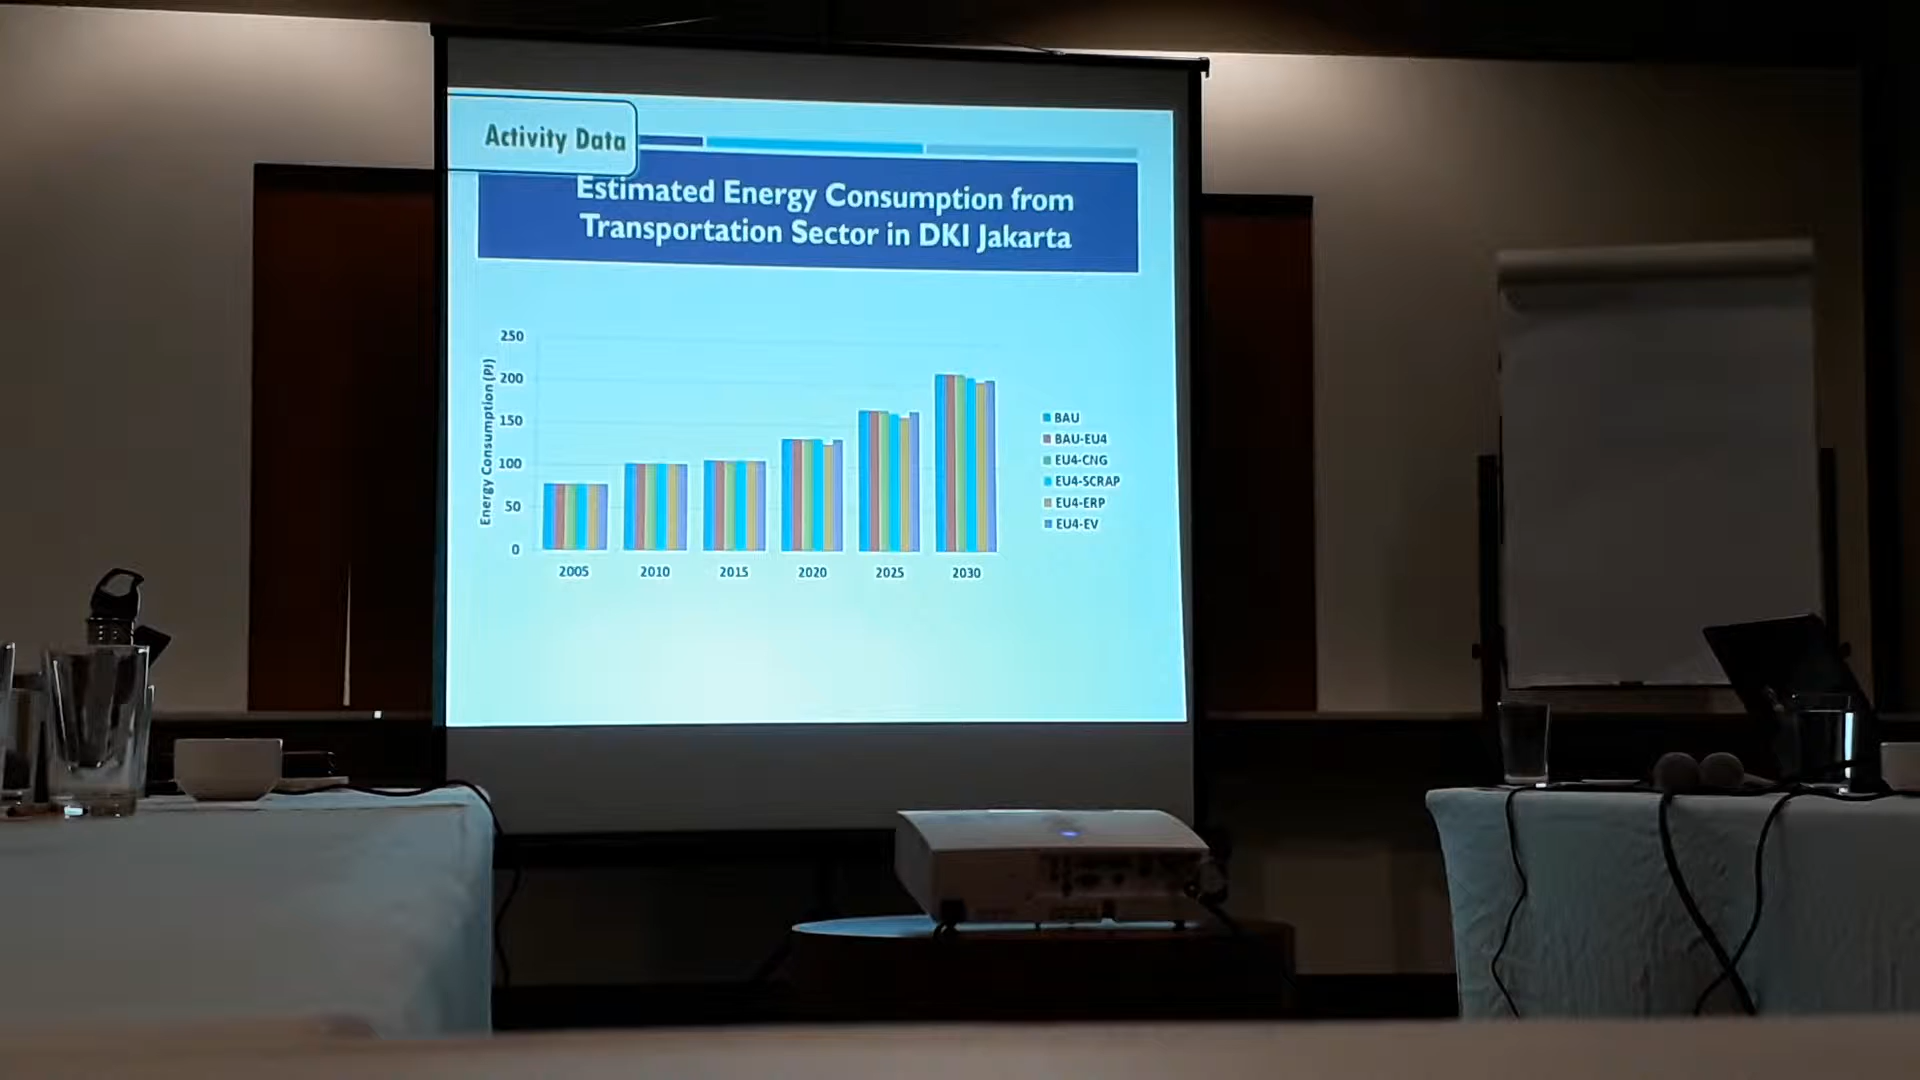 Activity Data
Estimated Energy Consumption from
Transportation Sector in DKI Jakarta
Energy Consumption (PJ)
250
200
150
100
50
0
2005 2010 2015 2020 2025 2030
BAU
BAU-EU4
EU4-CNG
EU4-SCRAP
EU4-ERP
EU4-EV